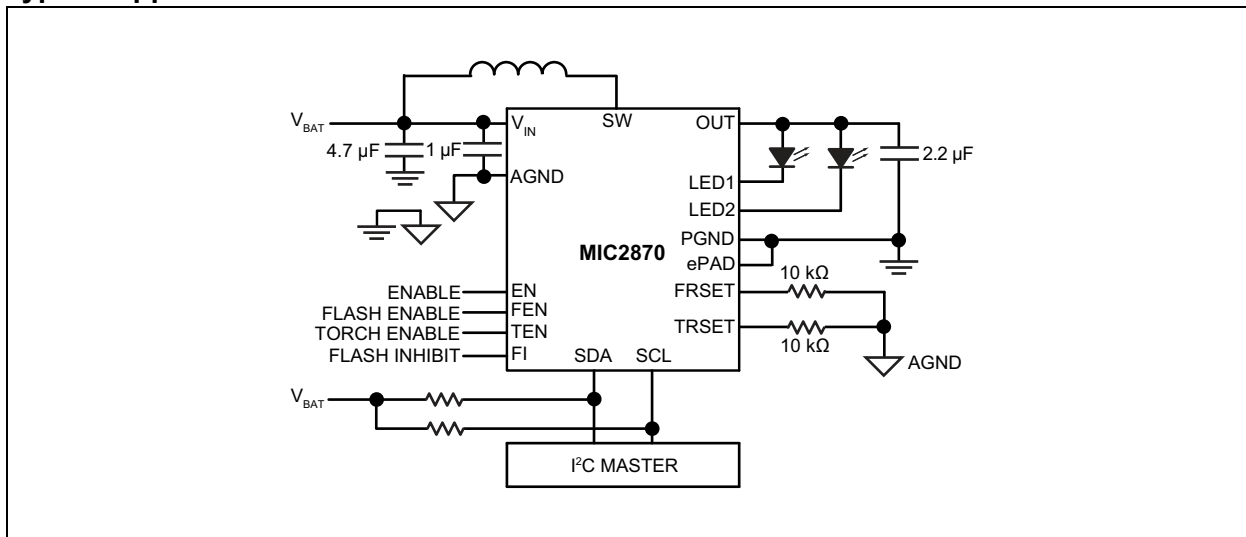 V_BAT
4.7 µF
1 µF
V_IN
SW
OUT
AGND
LED1
LED2
2.2 µF
MIC2870
PGND
ePAD
10 kΩ
ENABLE
EN
FRSET
FLASH ENABLE
FEN
TORCH ENABLE
TEN
TRSET
FLASH INHIBIT
FI
SDA
SCL
10 kΩ
AGND
V_BAT
I²C MASTER